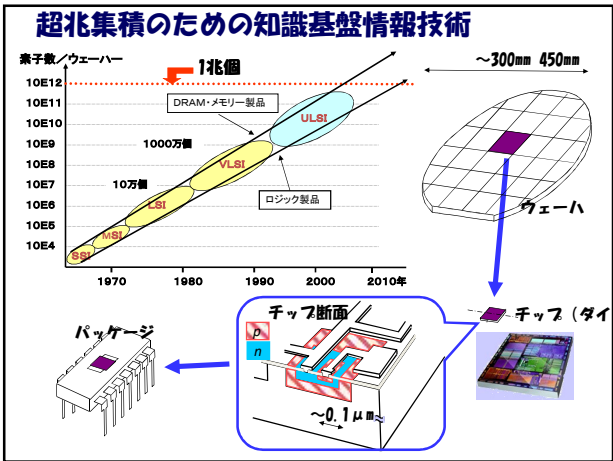 超兆集積のための知識基盤情報技術
素子数/ウェーハー
1兆個
~300mm 450mm
10E12
10E11
10E10
10E9
10E8
10E7
10E6
10E5
10E4
DRAM・メモリー製品
1000万個
10万個
ロジック製品
ULSI
VLSI
LSI
MSI
SSI
1970
1980
1990
2000
2010年
ウェーハ
チップ(ダイ
チップ断面
p
n
~0.1μm
パッケージ